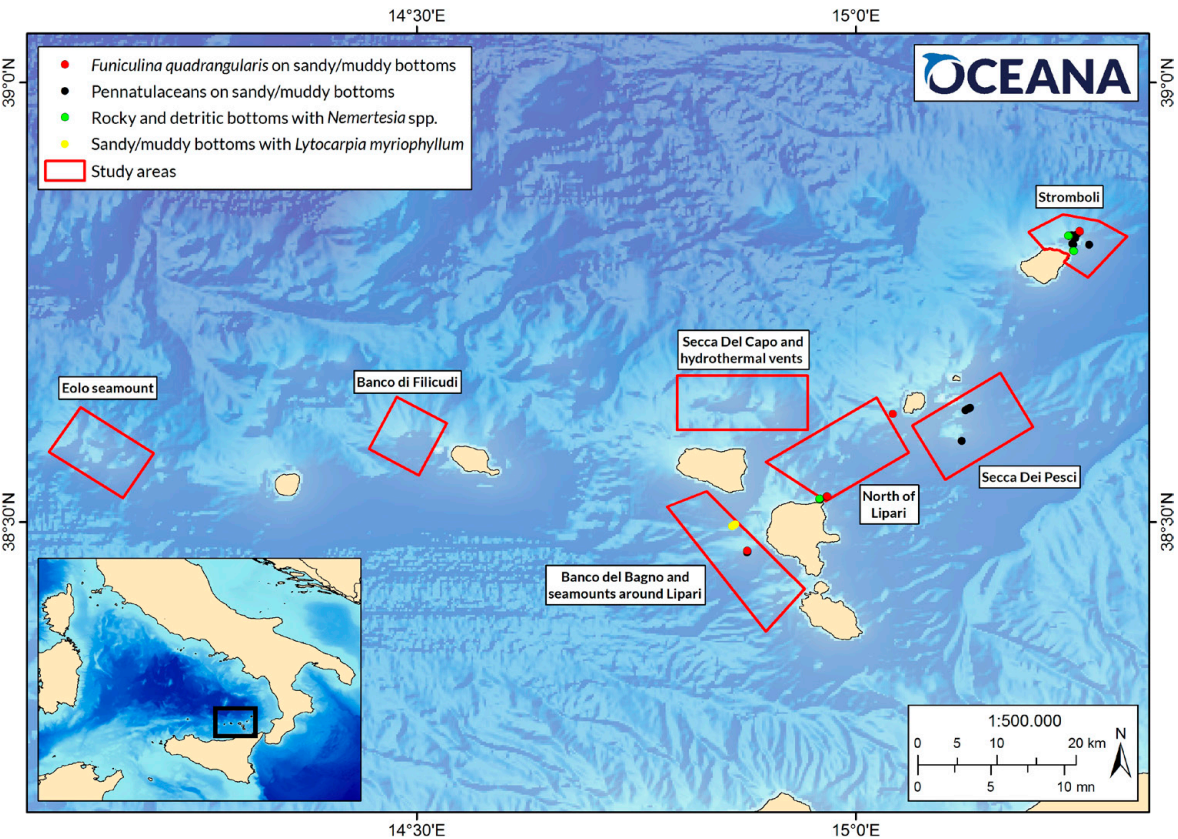 14°30'E
15°0'E
39°0'N
39°0'N
Funiculina quadrangularis on sandy/muddy bottoms
Pennatulaceans on sandy/muddy bottoms
Rocky and detritic bottoms with Nemertesia spp.
Sandy/muddy bottoms with Lytocarpia myriophyllum
Study areas
OCEANA
Stromboli
Secca Del Capo and
hydrothermal vents
Eolo seamount
Banco di Filicudi
Secca Dei Pesci
North of
Lipari
38°30'N
38°30'N
Banco del Bagno and
seamounts around Lipari
1:500.000
0 5 10 20 km
0 5 10 mn
N
14°30'E
15°0'E